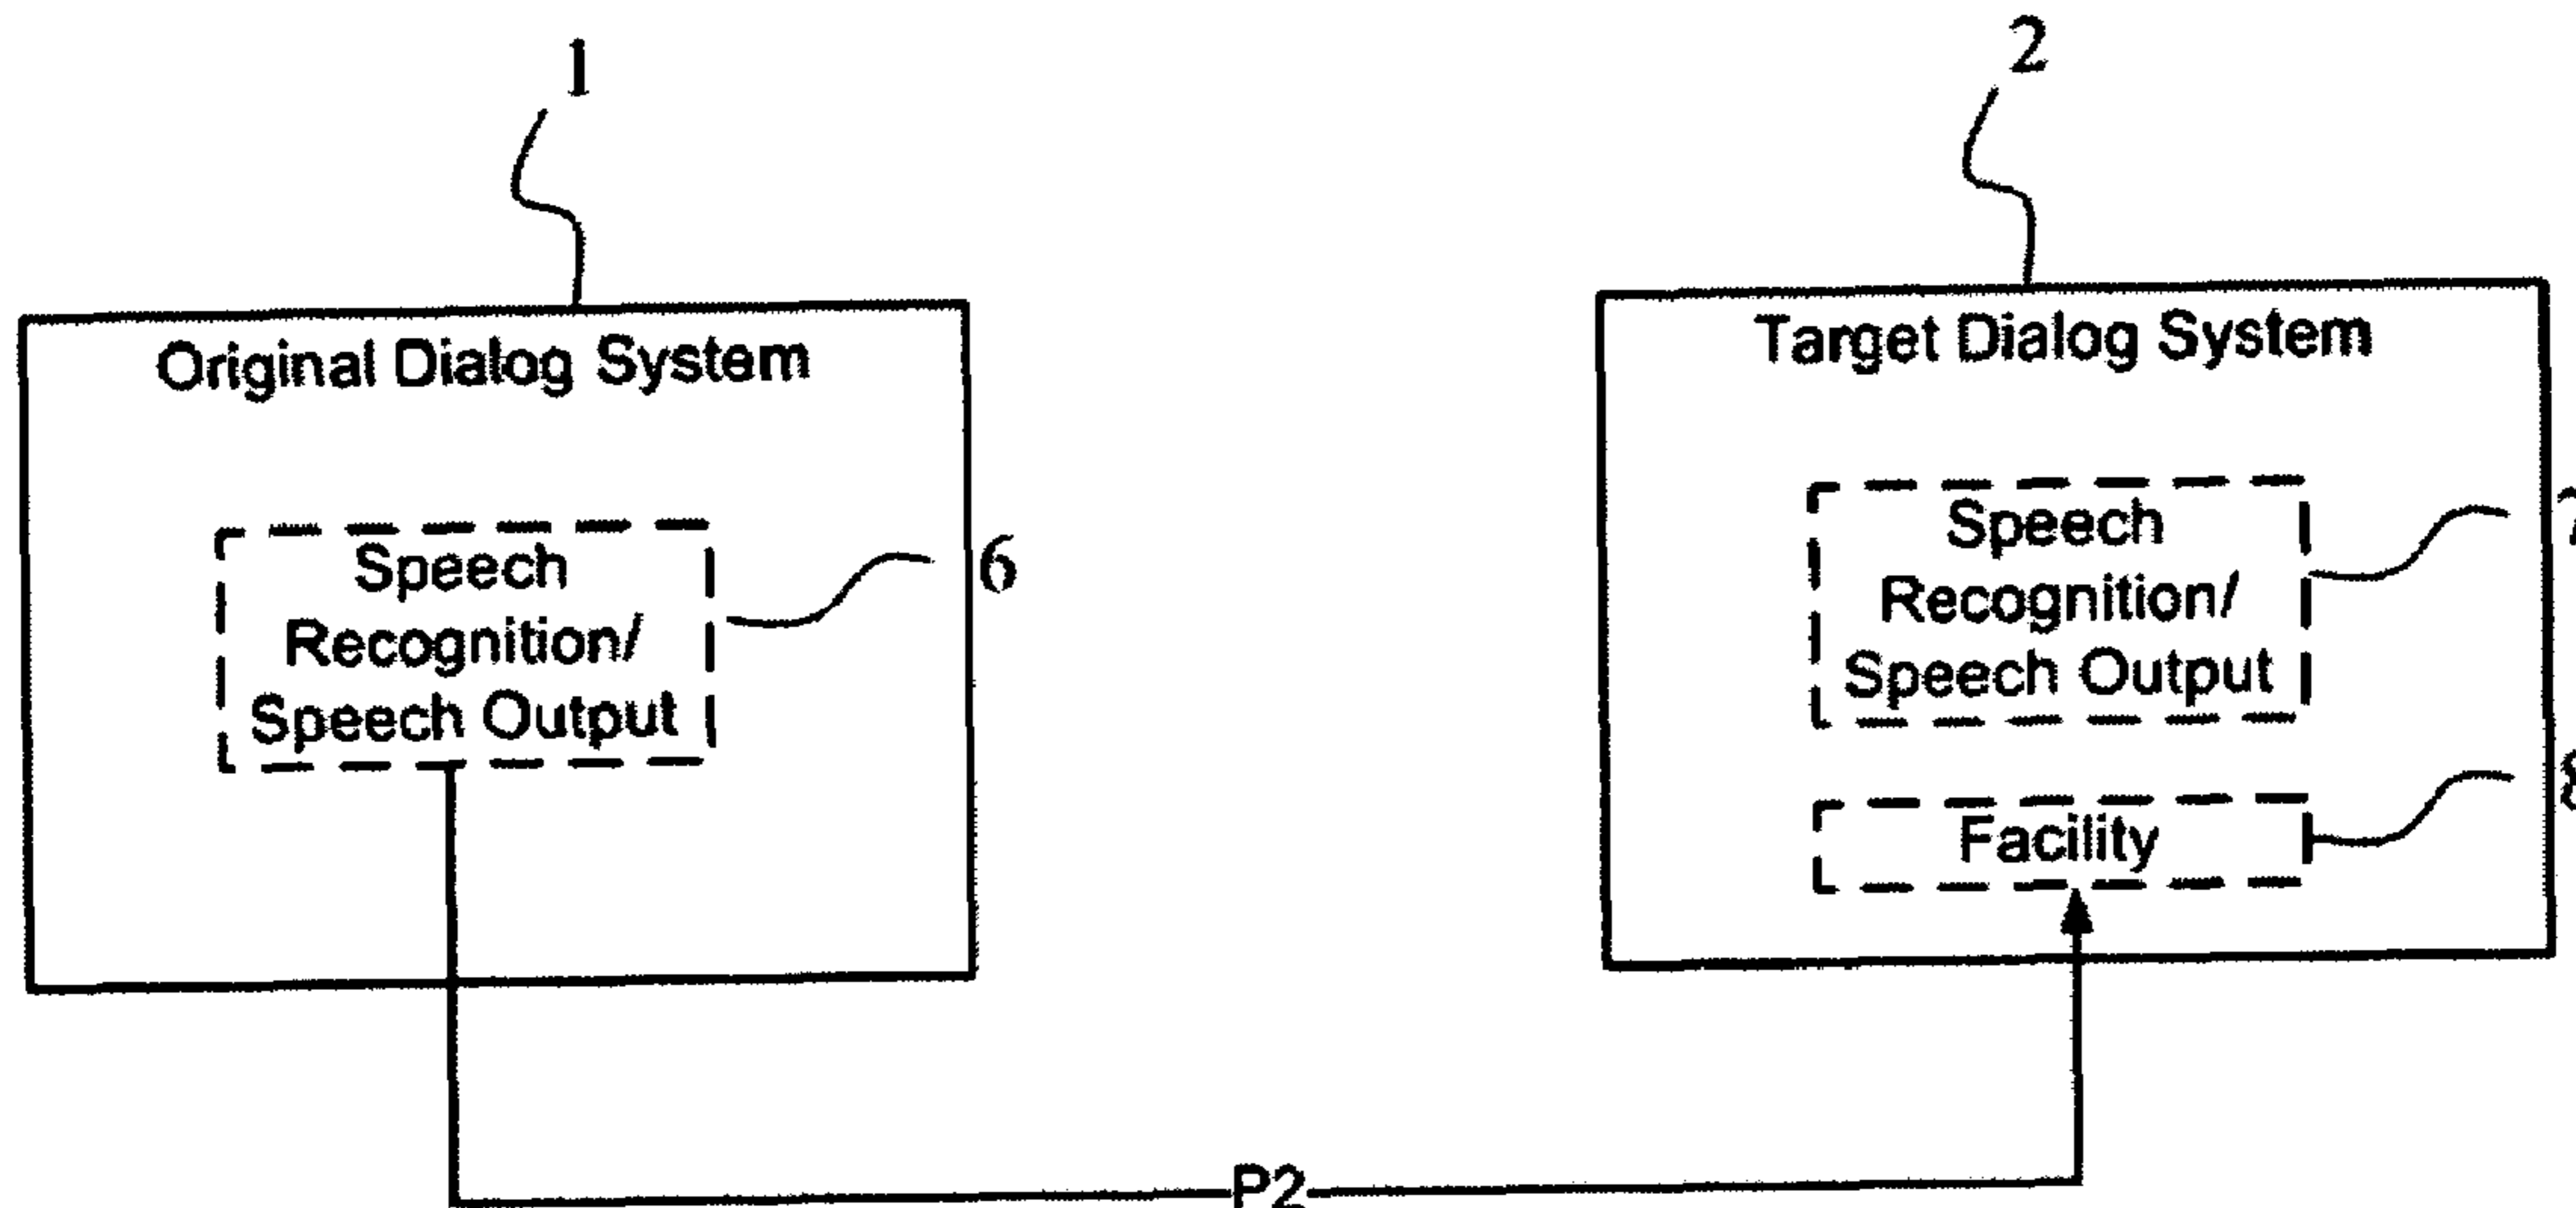 1
2
Original Dialog System
Speech
Recognition/
Speech Output
6
Target Dialog System
Speech
Recognition/
Speech Output
Facility
P2